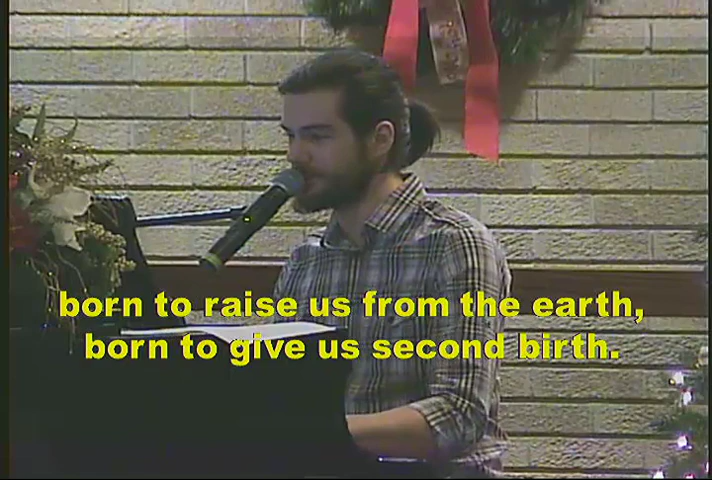 born to raise us from the earth,
born to give us second birth.